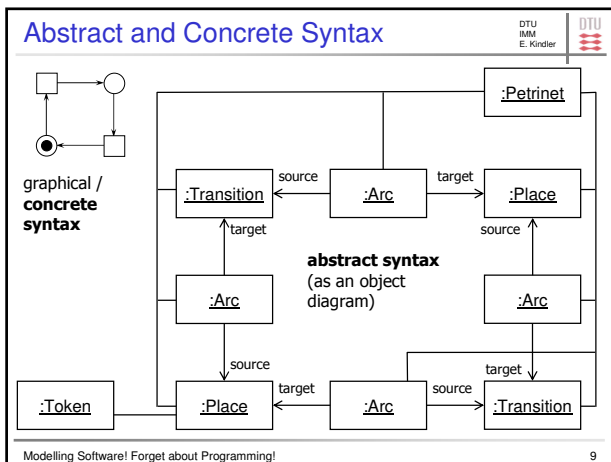 Abstract and Concrete Syntax
DTU
IMM
E. Kindler
DTU
:Petrinet
graphical /
concrete
syntax
:Transition
source
:Arc
target
:Place
target
source
abstract syntax
(as an object
diagram)
:Arc
:Arc
source
target
:Token
:Place
target
:Arc
source
:Transition
Modelling Software! Forget about Programming!
9